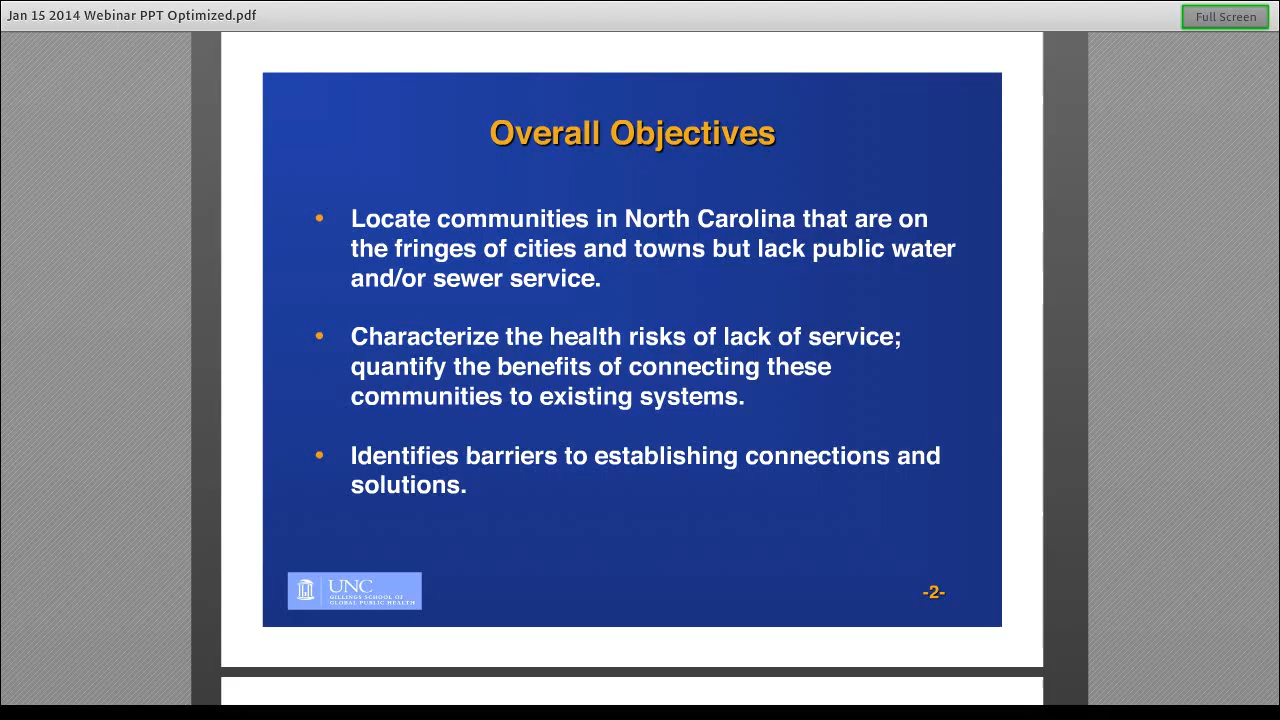 Jan 15 2014 Webinar PPT Optimized.pdf
Full Screen
Overall Objectives
• Locate communities in North Carolina that are on
the fringes of cities and towns but lack public water
and/or sewer service.
• Characterize the health risks of lack of service;
quantify the benefits of connecting these
communities to existing systems.
• Identifies barriers to establishing connections and
solutions.
UNC
GILLINGS SCHOOL OF
GLOBAL PUBLIC HEALTH
-2-